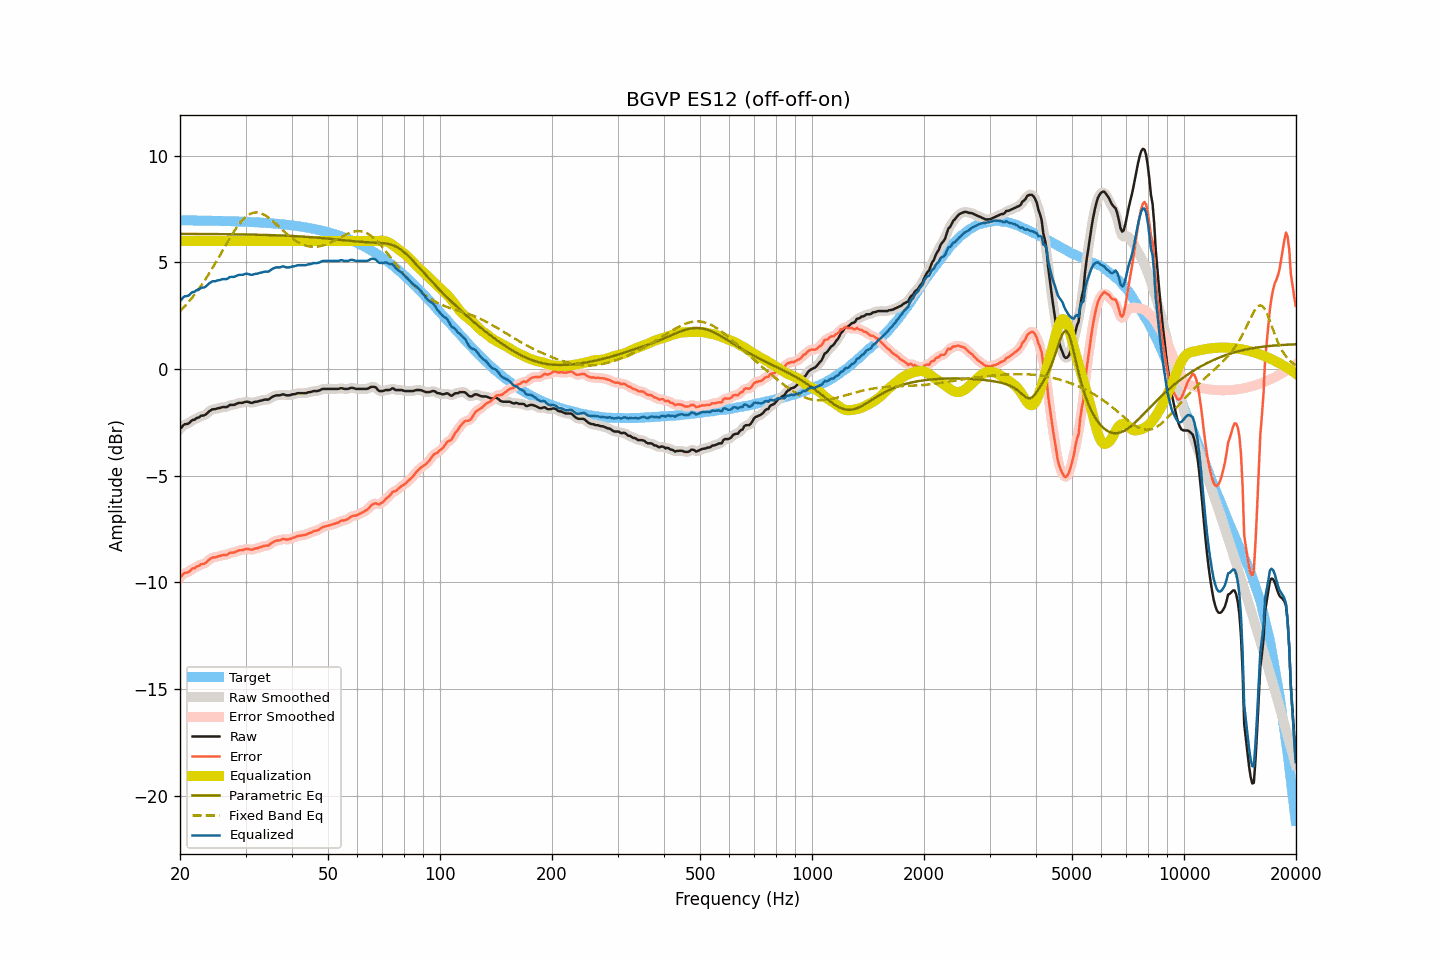 BGVP ES12 (off-off-on)
10
5
0
−5
−10
−15
−20
Amplitude (dBr)
Target
Raw Smoothed
Error Smoothed
Raw
Error
Equalization
Parametric Eq
Fixed Band Eq
Equalized
20 50 100 200 500 1000 2000 5000 10000 20000
Frequency (Hz)